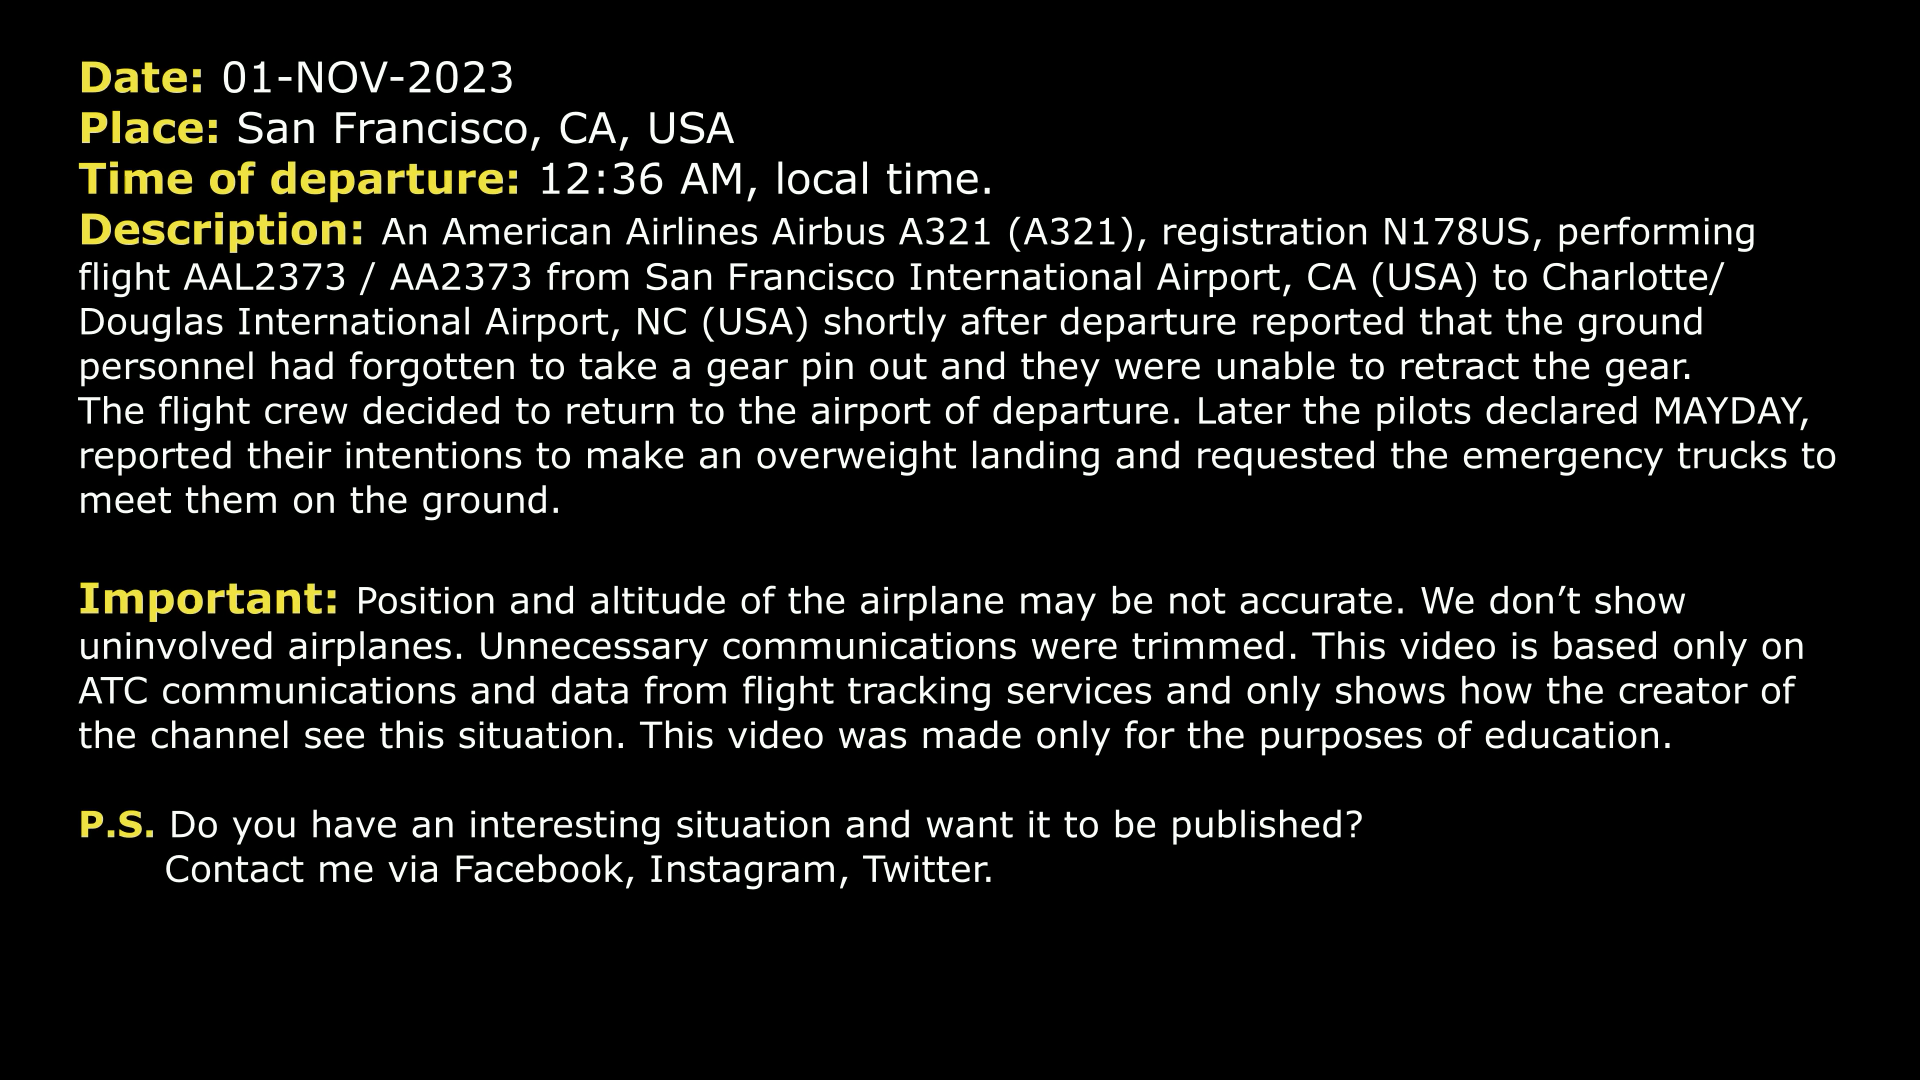 Date: 01-NOV-2023
Place: San Francisco, CA, USA
Time of departure: 12:36 AM, local time.
Description: An American Airlines Airbus A321 (A321), registration N178US, performing
flight AAL2373 / AA2373 from San Francisco International Airport, CA (USA) to Charlotte/
Douglas International Airport, NC (USA) shortly after departure reported that the ground
personnel had forgotten to take a gear pin out and they were unable to retract the gear.
The flight crew decided to return to the airport of departure. Later the pilots declared MAYDAY,
reported their intentions to make an overweight landing and requested the emergency trucks to
meet them on the ground.
Important: Position and altitude of the airplane may be not accurate. We don’t show
uninvolved airplanes. Unnecessary communications were trimmed. This video is based only on
ATC communications and data from flight tracking services and only shows how the creator of
the channel see this situation. This video was made only for the purposes of education.
P.S. Do you have an interesting situation and want it to be published?
Contact me via Facebook, Instagram, Twitter.